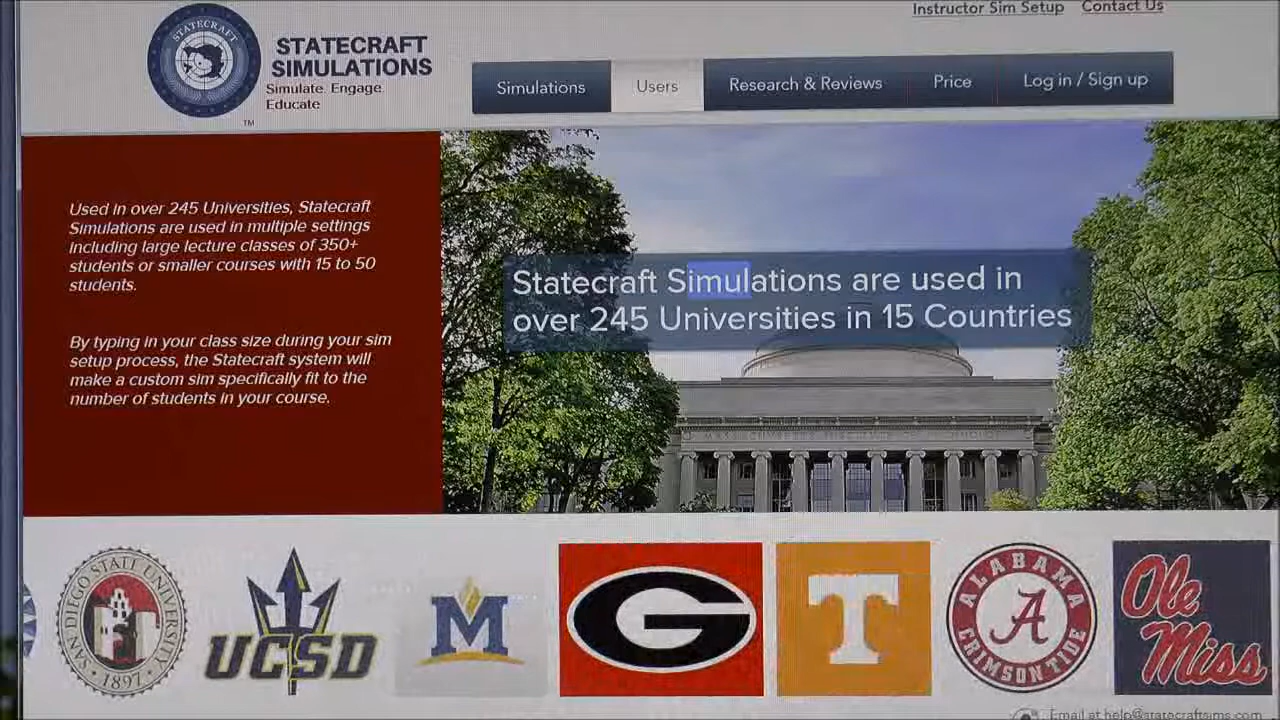 Instructor Sim Setup Contact Us
STATECRAFT
STATECRAFT
SIMULATIONS
Simulate. Engage.
Educate
TM
Simulations Users Research & Reviews Price Log in / Sign up
Used in over 245 Universities, Statecraft
Simulations are used in multiple settings
including large lecture classes of 350+
students or smaller courses with 15 to 50
students.
By typing in your class size during your sim
setup process, the Statecraft system will
make a custom sim specifically fit to the
number of students in your course.
Statecraft Simulations are used in
over 245 Universities in 15 Countries
SAN DIEGO STATE UNIVERSITY
1897
UCSD
M
G
T
ALABAMA
A
CRIMSON TIDE
Ole
Miss
Email at help@statecraftsims.com